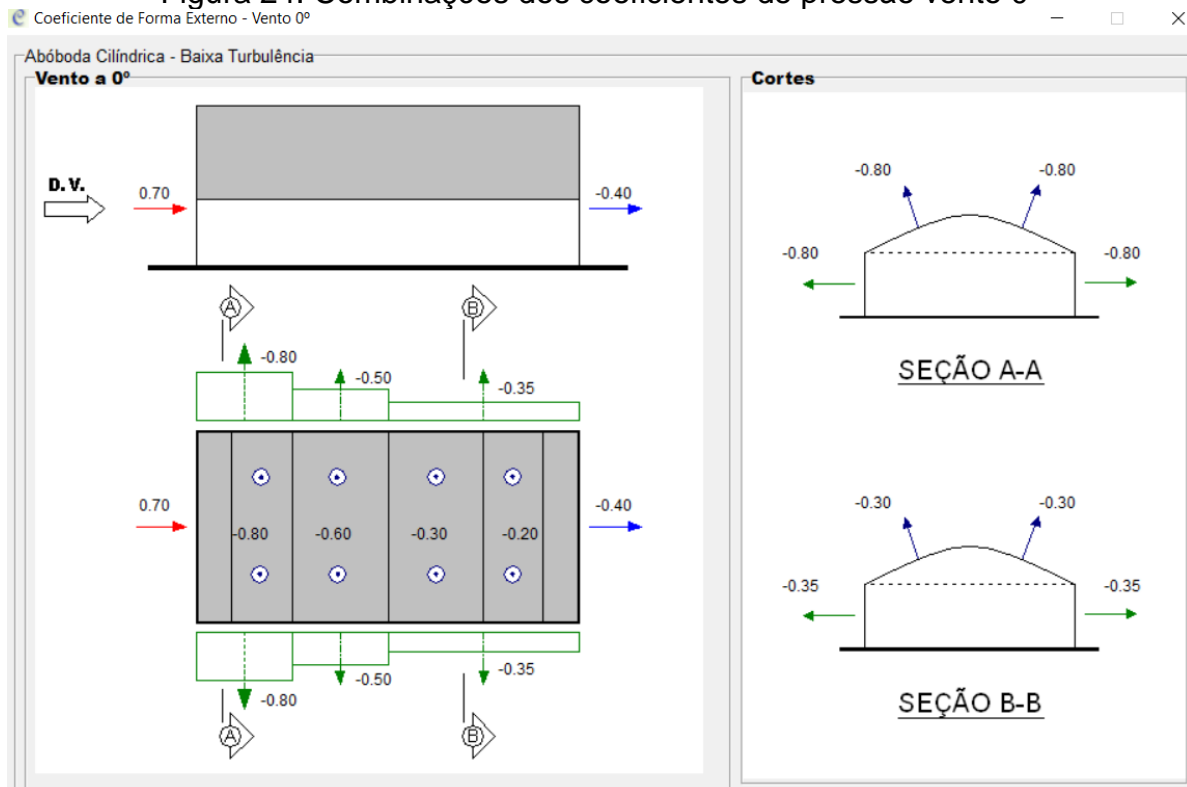 Figura 24: Combinações dos coeficientes de pressão vento 0°
Coeficiente de Forma Externo - Vento 0º
Abóboda Cilíndrica - Baixa Turbulência
Vento a 0º
D. V.
0.70
-0.40
A
B
-0.80
-0.50
-0.35
0.70
-0.80
-0.60
-0.30
-0.20
-0.40
-0.80
-0.50
-0.35
A
B
Cortes
-0.80
-0.80
-0.80
-0.80
SEÇÃO A-A
-0.30
-0.30
-0.35
-0.35
SEÇÃO B-B